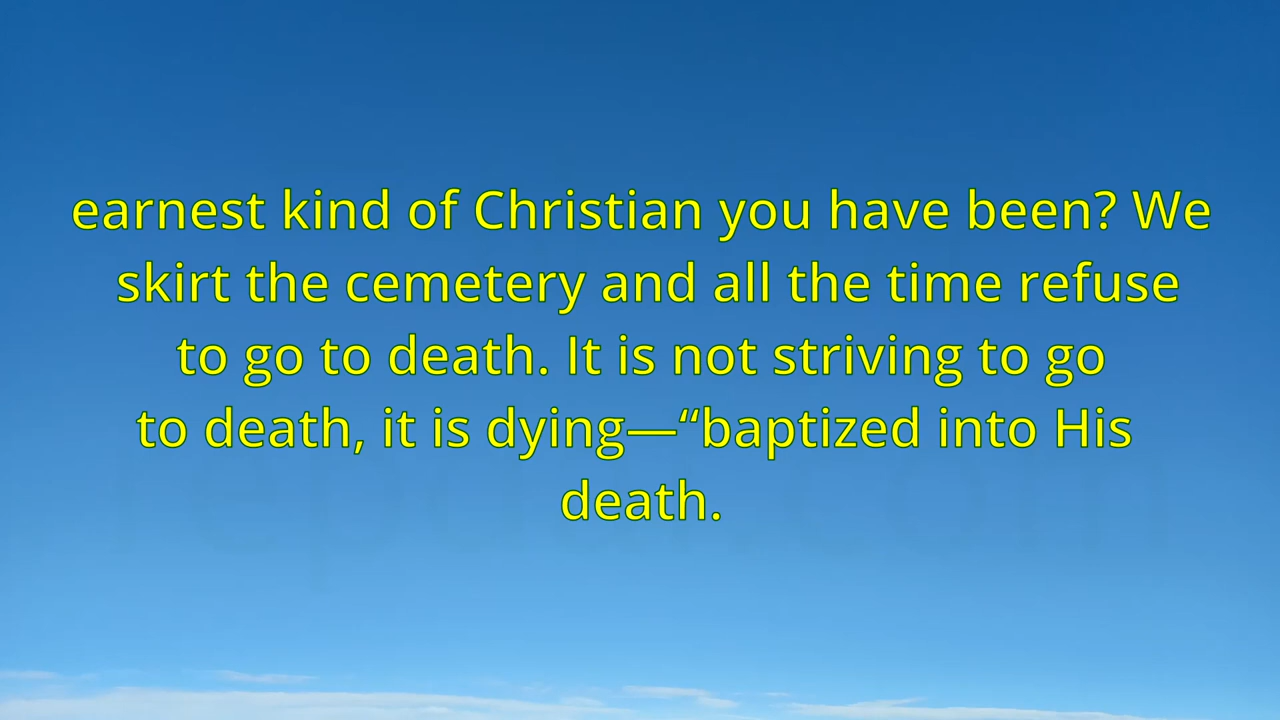 earnest kind of Christian you have been? We
skirt the cemetery and all the time refuse
to go to death. It is not striving to go
to death, it is dying—“baptized into His
death.